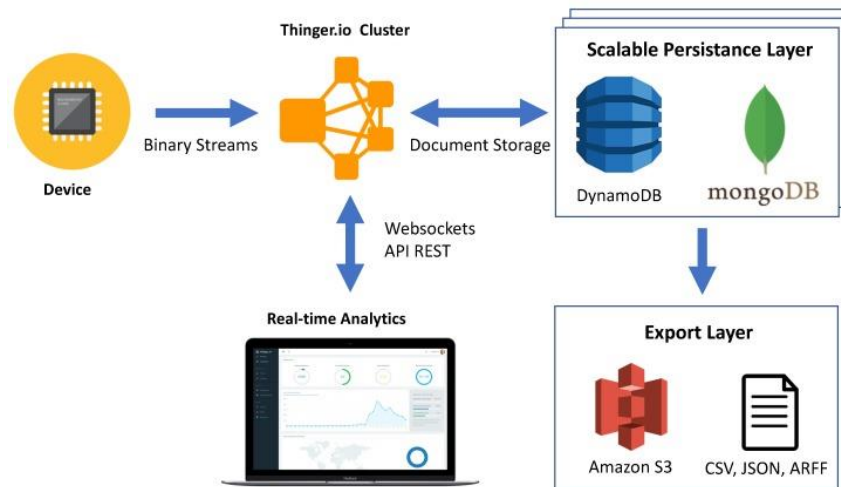 Thinger.io Cluster
Scalable Persistance Layer
Binary Streams
Document Storage
Device
DynamoDB
mongoDB
Websockets
API REST
Real-time Analytics
Export Layer
Amazon S3
CSV, JSON, ARFF